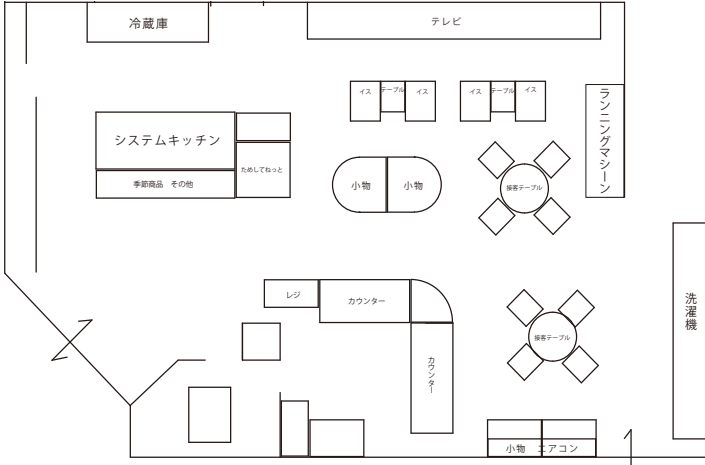 冷蔵庫
テレビ
イス
テーブル
イス
イス
テーブル
イス
ランニングマシーン
システムキッチン
ためしてねっと
季節商品 その他
小物
小物
接客テーブル
レジ
カウンター
洗濯機
接客テーブル
カウンター
小物 エアコン